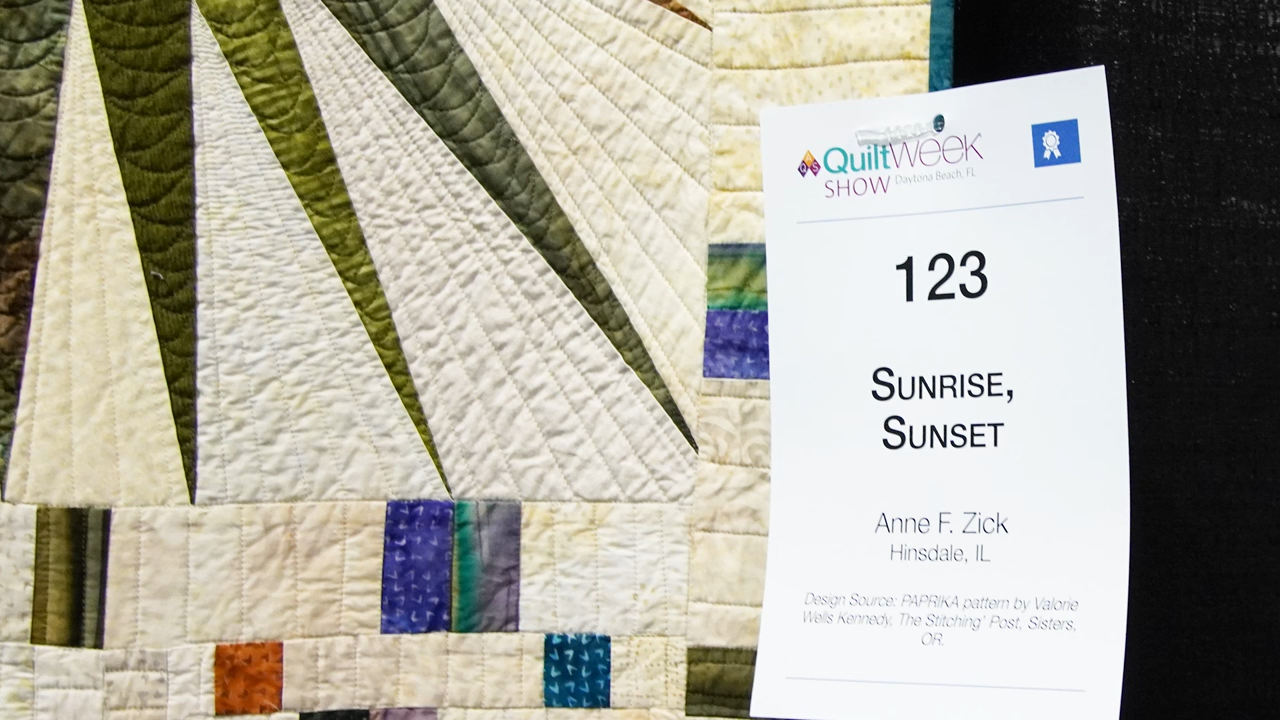 AQS QuiltWeek
SHOW Daytona Beach, FL
123
SUNRISE,
SUNSET
Anne F. Zick
Hinsdale, IL
Design Source: PAPRIKA pattern by Valorie
Wells Kennedy, The Stitching' Post, Sisters,
OR.